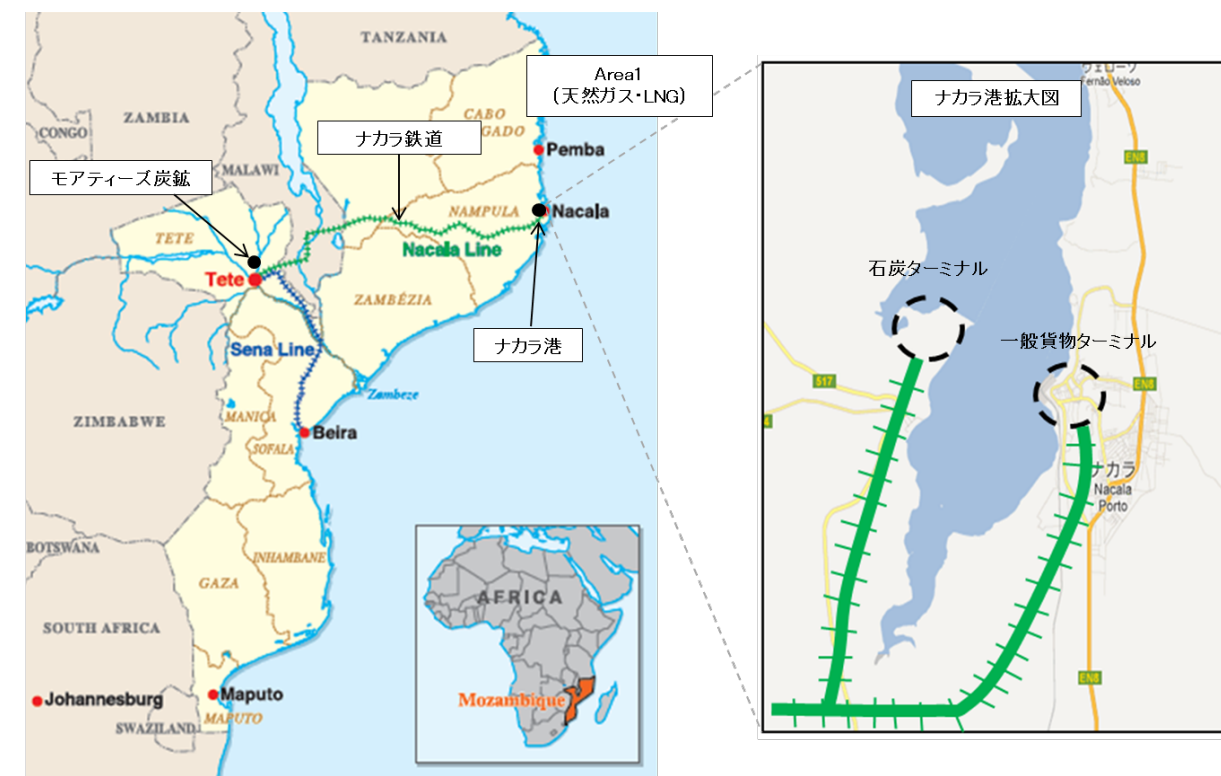 TANZANIA
Area1
(天然ガス・LNG)
ZAMBIA
CABO
GADO
CONGO
ナカラ鉄道
Pemba
MALAWI
モアティーズ炭鉱
NAMPULA
Nacala
TETE
Nacala Line
Tete
ZAMBÉZIA
ナカラ港
Sena Line
Zambeze
MANICA
ZIMBABWE
Beira
SOFALA
BOTSWANA
INHAMBANE
GAZA
SOUTH AFRICA
Johannesburg
Maputo
MAPUTO
SWAZILAND
AFRICA
Mozambique
ナカラ港拡大図
Fernão Veloso
EN8
石炭ターミナル
一般貨物ターミナル
517
EN8
4
ナカラ
Nacala
Porto
EN8